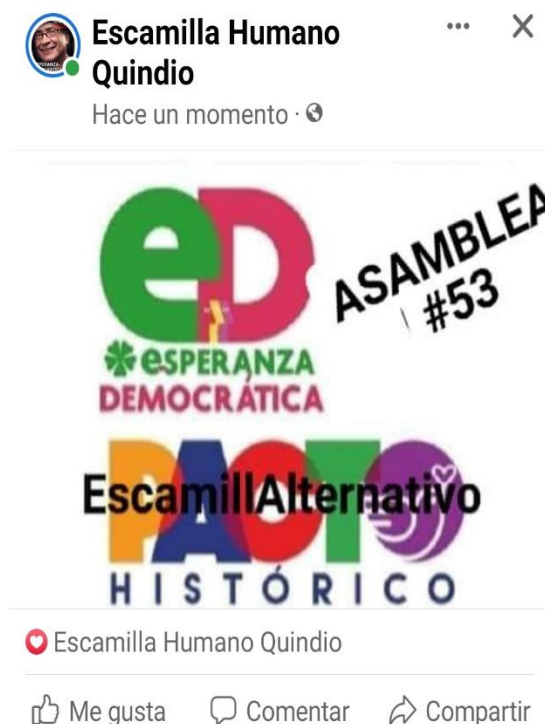 Escamilla Humano
Quindio
Hace un momento ·
ASAMBLEA
#53
eD
eSPERANZA
DEMOCRÁTICA
PACTO
EscamillAlternativo
HISTÓRICO
Escamilla Humano Quindio
Me gusta
Comentar
Compartir